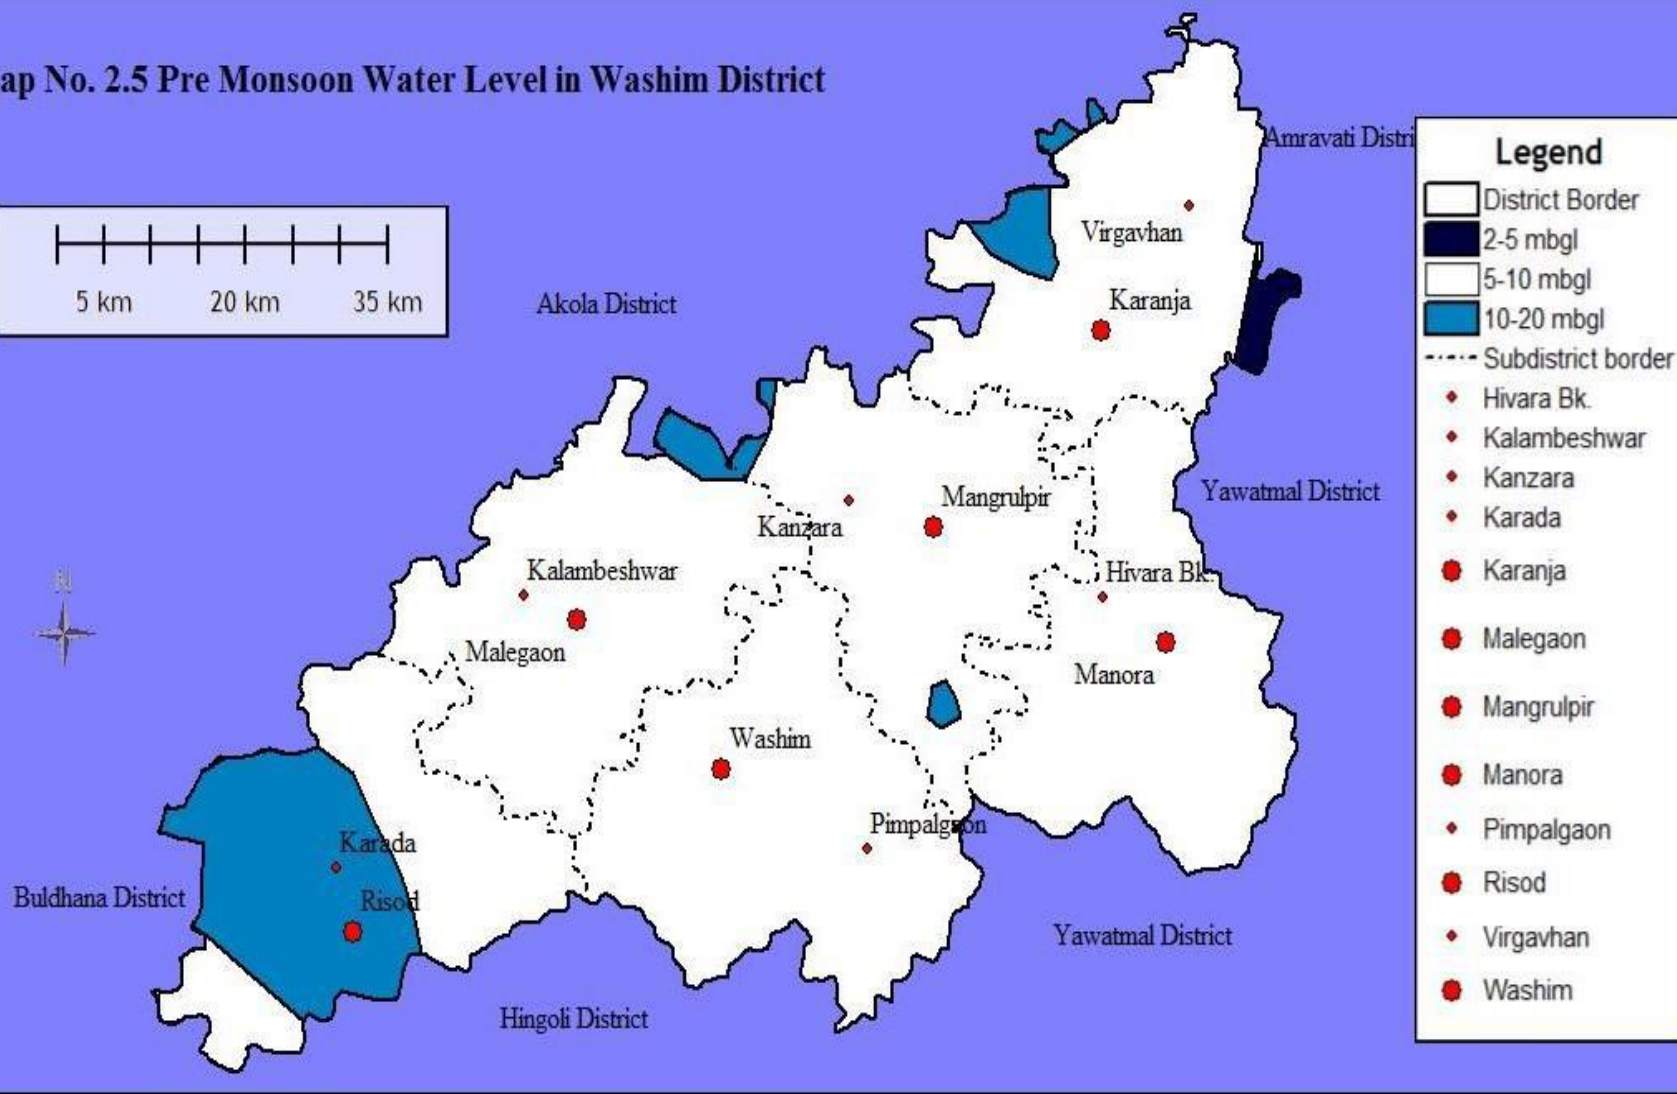 ap No. 2.5 Pre Monsoon Water Level in Washim District
5 km 20 km 35 km
N
Akola District
Amravati Distri
Virgavhan
Karanja
Yawatmal District
Mangrulpir
Kanzara
Kalambeshwar
Malegaon
Hivara Bk.
Manora
Washim
Pimpalgaon
Karada
Risod
Buldhana District
Yawatmal District
Hingoli District
Legend
District Border
2-5 mbgl
5-10 mbgl
10-20 mbgl
Subdistrict border
Hivara Bk.
Kalambeshwar
Kanzara
Karada
Karanja
Malegaon
Mangrulpir
Manora
Pimpalgaon
Risod
Virgavhan
Washim